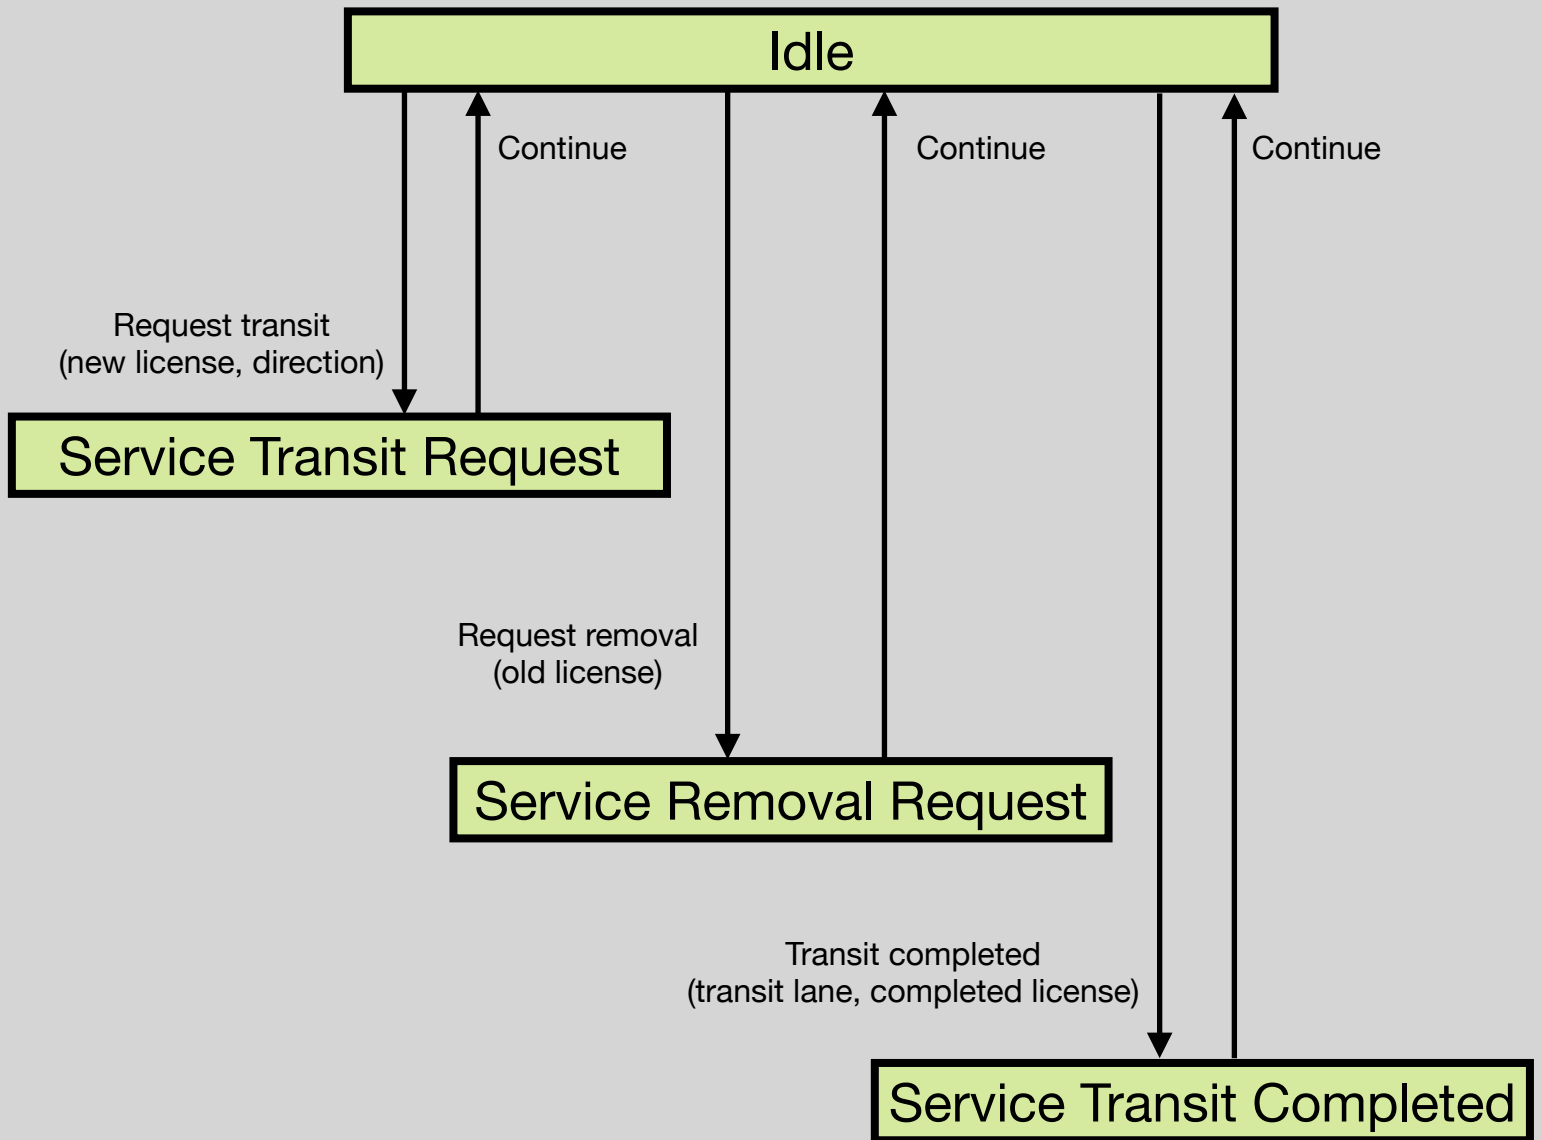 Idle
Continue
Continue
Continue
Request transit
(new license, direction)
Service Transit Request
Request removal
(old license)
Service Removal Request
Transit completed
(transit lane, completed license)
Service Transit Completed